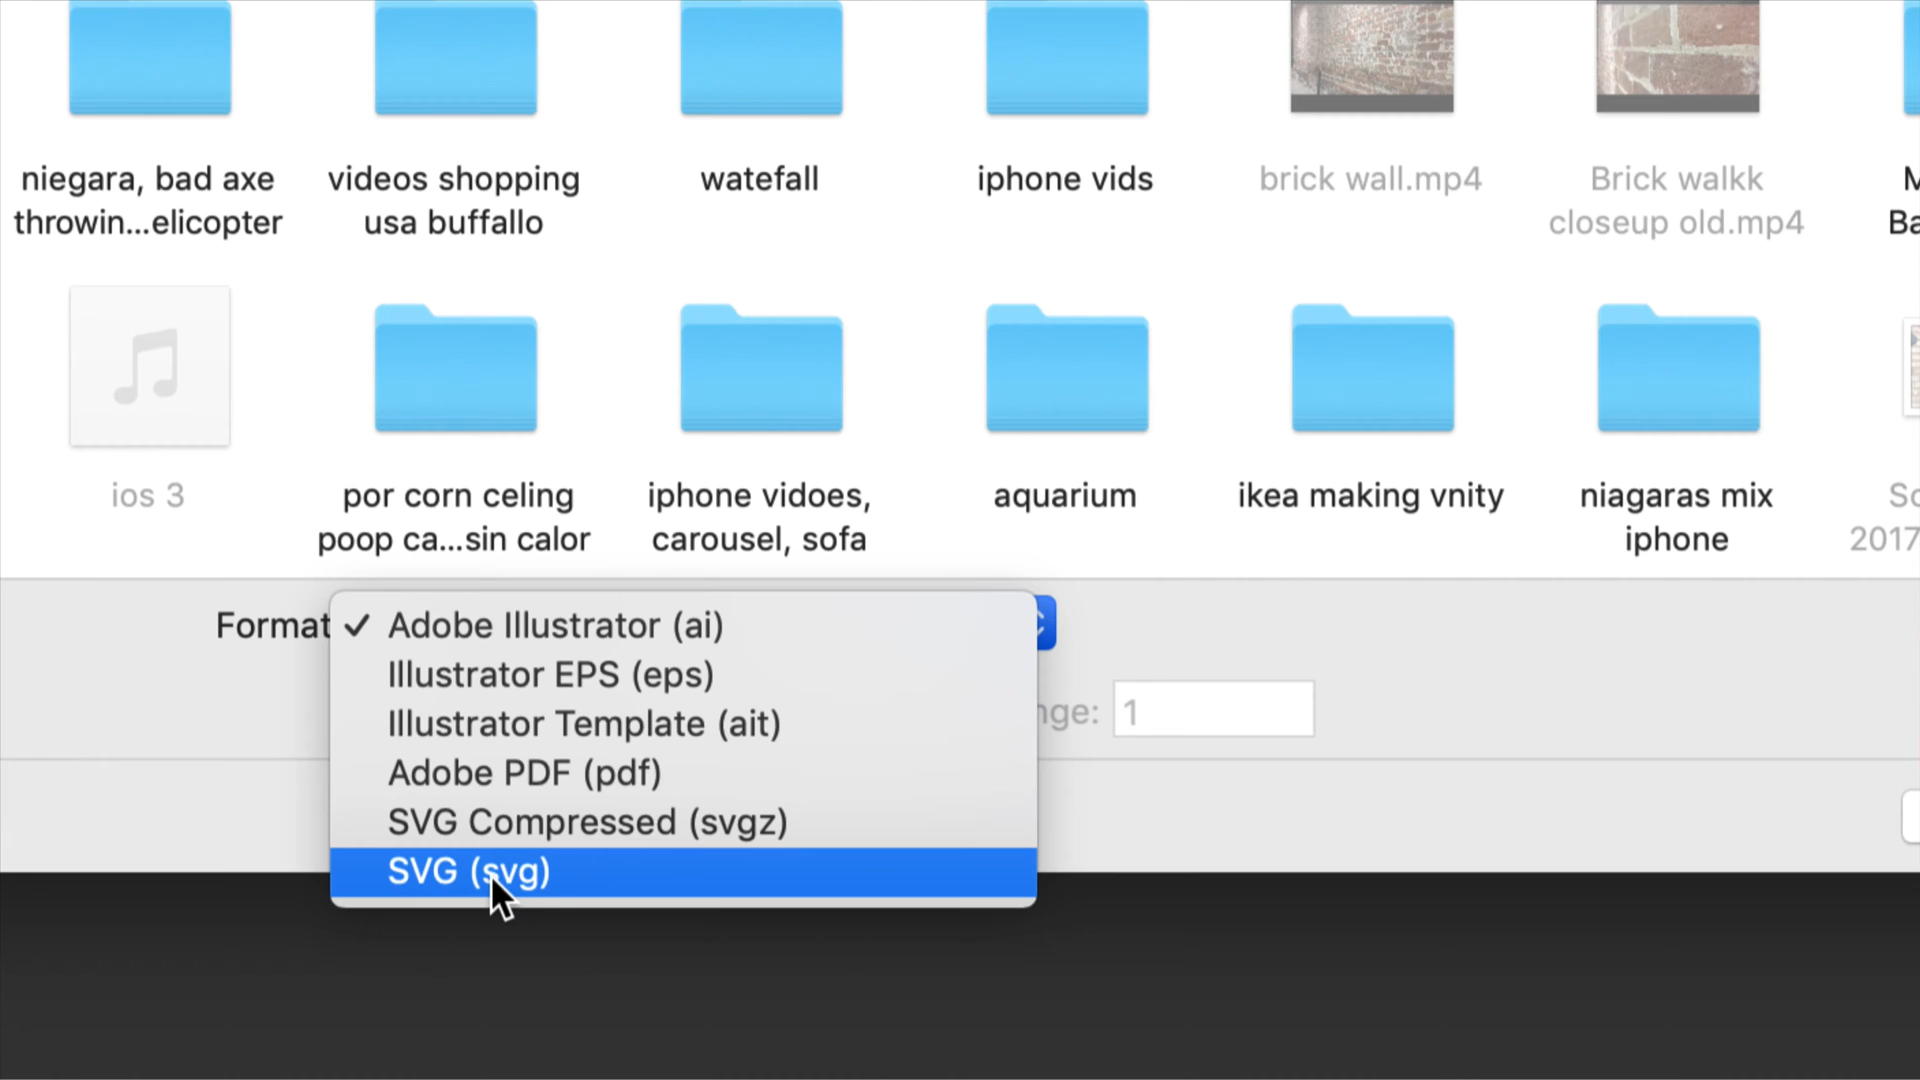 niegara, bad axe
throwin...elicopter
videos shopping
usa buffallo
watefall
iphone vids
brick wall.mp4
Brick walkk
closeup old.mp4
ios 3
por corn celing
poop ca...sin calor
iphone vidoes,
carousel, sofa
aquarium
ikea making vnity
niagaras mix
iphone
2017
Format
✓ Adobe Illustrator (ai)
Illustrator EPS (eps)
Illustrator Template (ait)
Adobe PDF (pdf)
SVG Compressed (svgz)
SVG (svg)
nge: 1